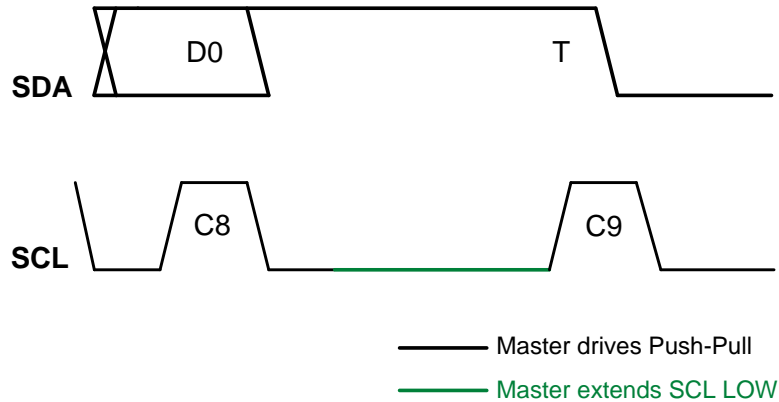 D0
T
SDA
C8
C9
SCL
Master drives Push-Pull
Master extends SCL LOW